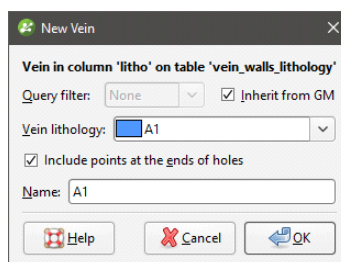 New Vein
Vein in column 'litho' on table 'vein_walls_lithology'
Query filter: None Inherit from GM
Vein lithology: A1
Include points at the ends of holes
Name: A1
Help Cancel OK